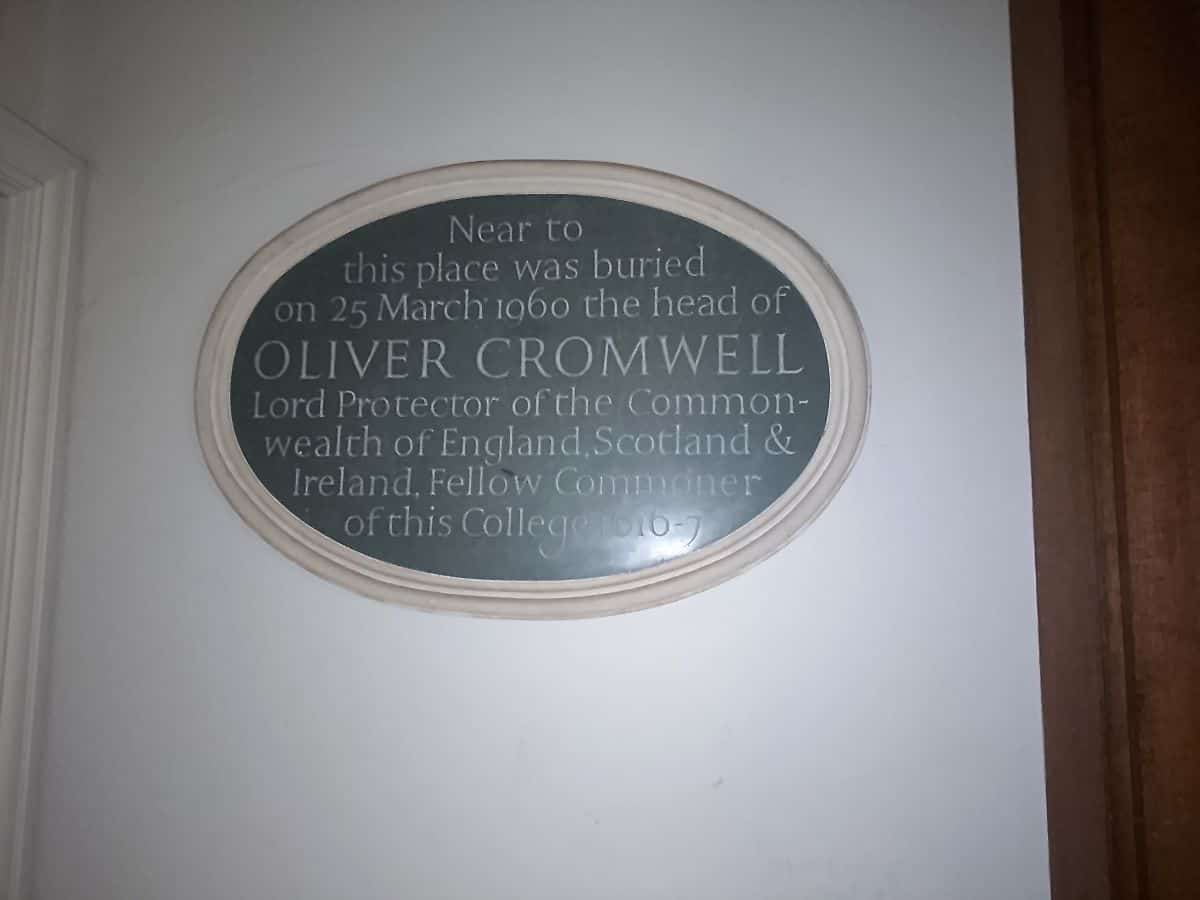 Near to
this place was buried
on 25 March 1960 the head of
OLIVER CROMWELL
Lord Protector of the Common-
wealth of England, Scotland &
Ireland, Fellow Commoner
of this College 1616-7